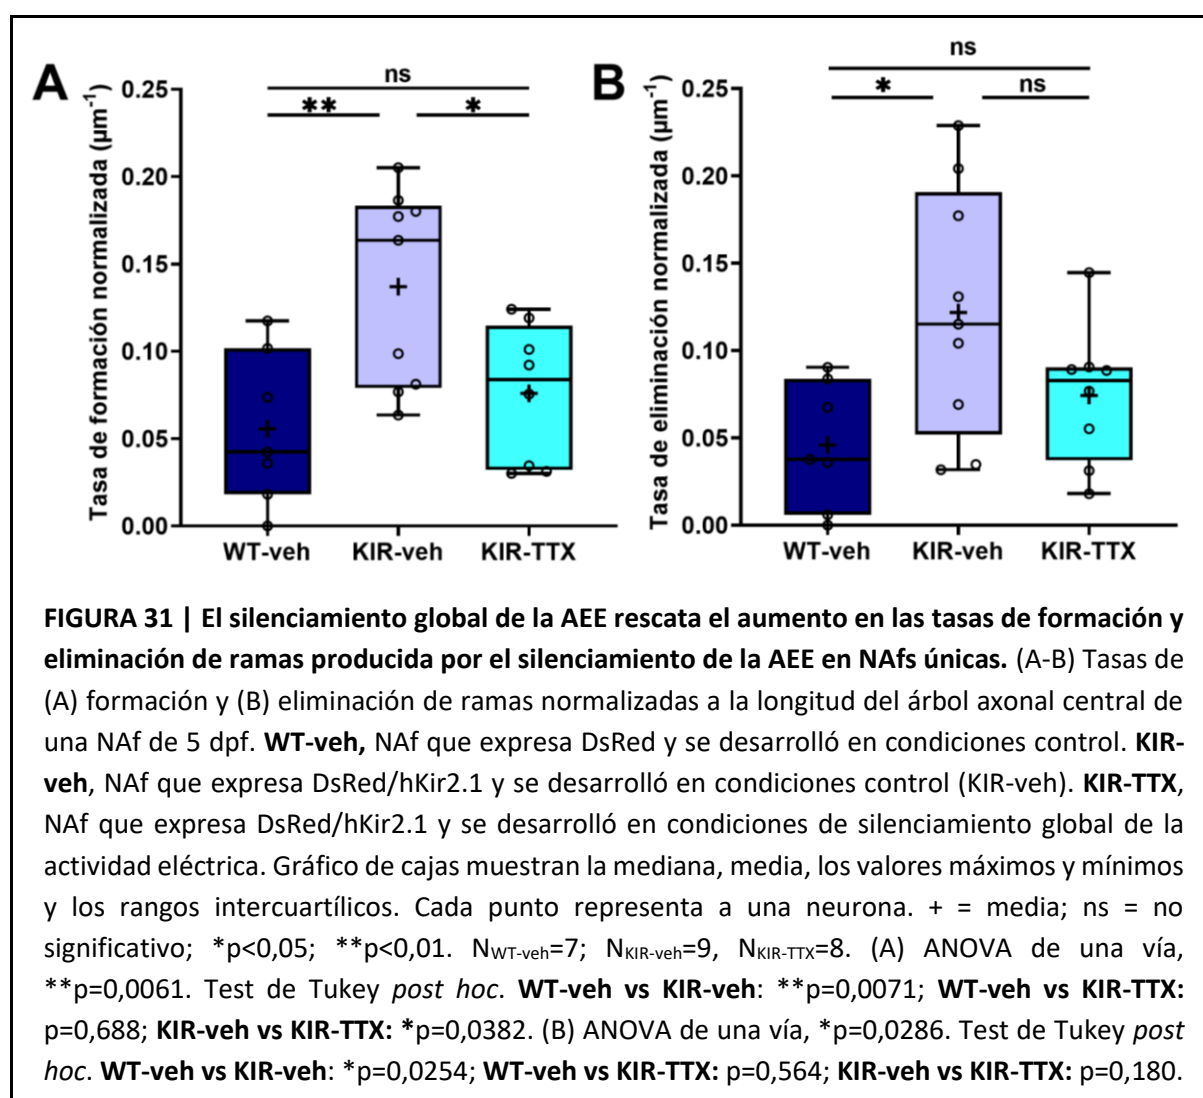 A
Tasa de formación normalizada (µm⁻¹)
ns
** *
0.25
0.20
0.15
0.10
0.05
0.00
WT-veh KIR-veh KIR-TTX
B
Tasa de eliminación normalizada (µm⁻¹)
ns
* ns
0.25
0.20
0.15
0.10
0.05
0.00
WT-veh KIR-veh KIR-TTX
FIGURA 31 | El silenciamiento global de la AEE rescata el aumento en las tasas de formación y
eliminación de ramas producida por el silenciamiento de la AEE en NAfs únicas. (A-B) Tasas de
(A) formación y (B) eliminación de ramas normalizadas a la longitud del árbol axonal central de
una NAf de 5 dpf. WT-veh, NAf que expresa DsRed y se desarrolló en condiciones control. KIR-
veh, NAf que expresa DsRed/hKir2.1 y se desarrolló en condiciones control (KIR-veh). KIR-TTX,
NAf que expresa DsRed/hKir2.1 y se desarrolló en condiciones de silenciamiento global de la
actividad eléctrica. Gráfico de cajas muestran la mediana, media, los valores máximos y mínimos
y los rangos intercuartílicos. Cada punto representa a una neurona. + = media; ns = no
significativo; *p<0,05; **p<0,01. NWT-veh=7; NKIR-veh=9, NKIR-TTX=8. (A) ANOVA de una vía,
**p=0,0061. Test de Tukey post hoc. WT-veh vs KIR-veh: **p=0,0071; WT-veh vs KIR-TTX:
p=0,688; KIR-veh vs KIR-TTX: *p=0,0382. (B) ANOVA de una vía, *p=0,0286. Test de Tukey post
hoc. WT-veh vs KIR-veh: *p=0,0254; WT-veh vs KIR-TTX: p=0,564; KIR-veh vs KIR-TTX: p=0,180.